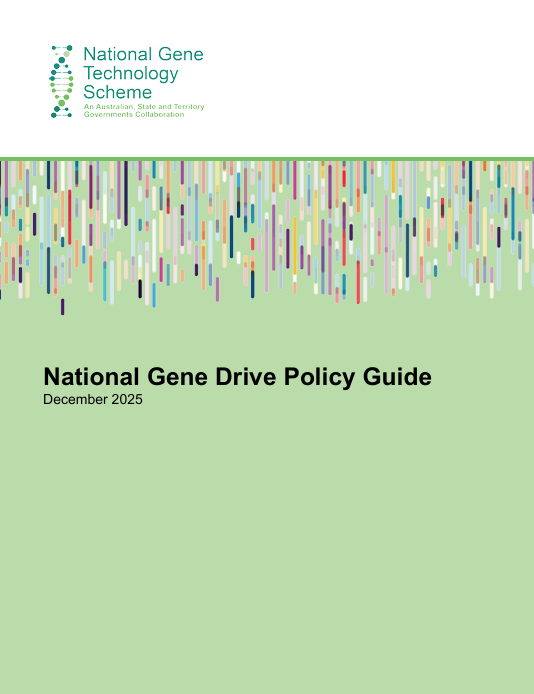 National Gene
Technology
Scheme
An Australian, State and Territory
Governments Collaboration
National Gene Drive Policy Guide
December 2025